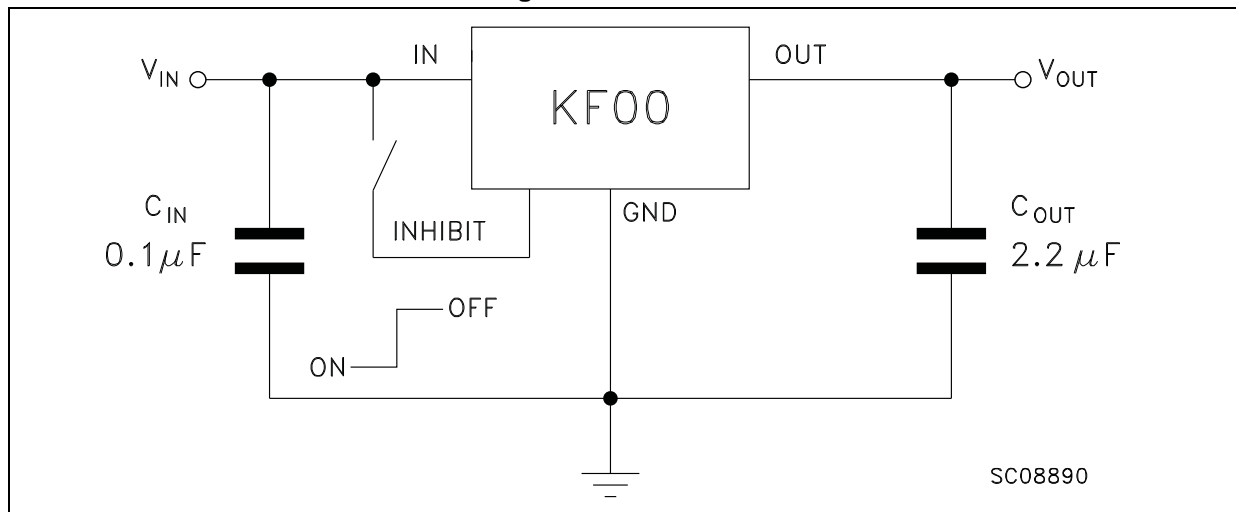 V_IN
IN
KF00
OUT
V_OUT
C_IN
0.1μF
INHIBIT
GND
C_OUT
2.2 μF
OFF
ON
SC08890